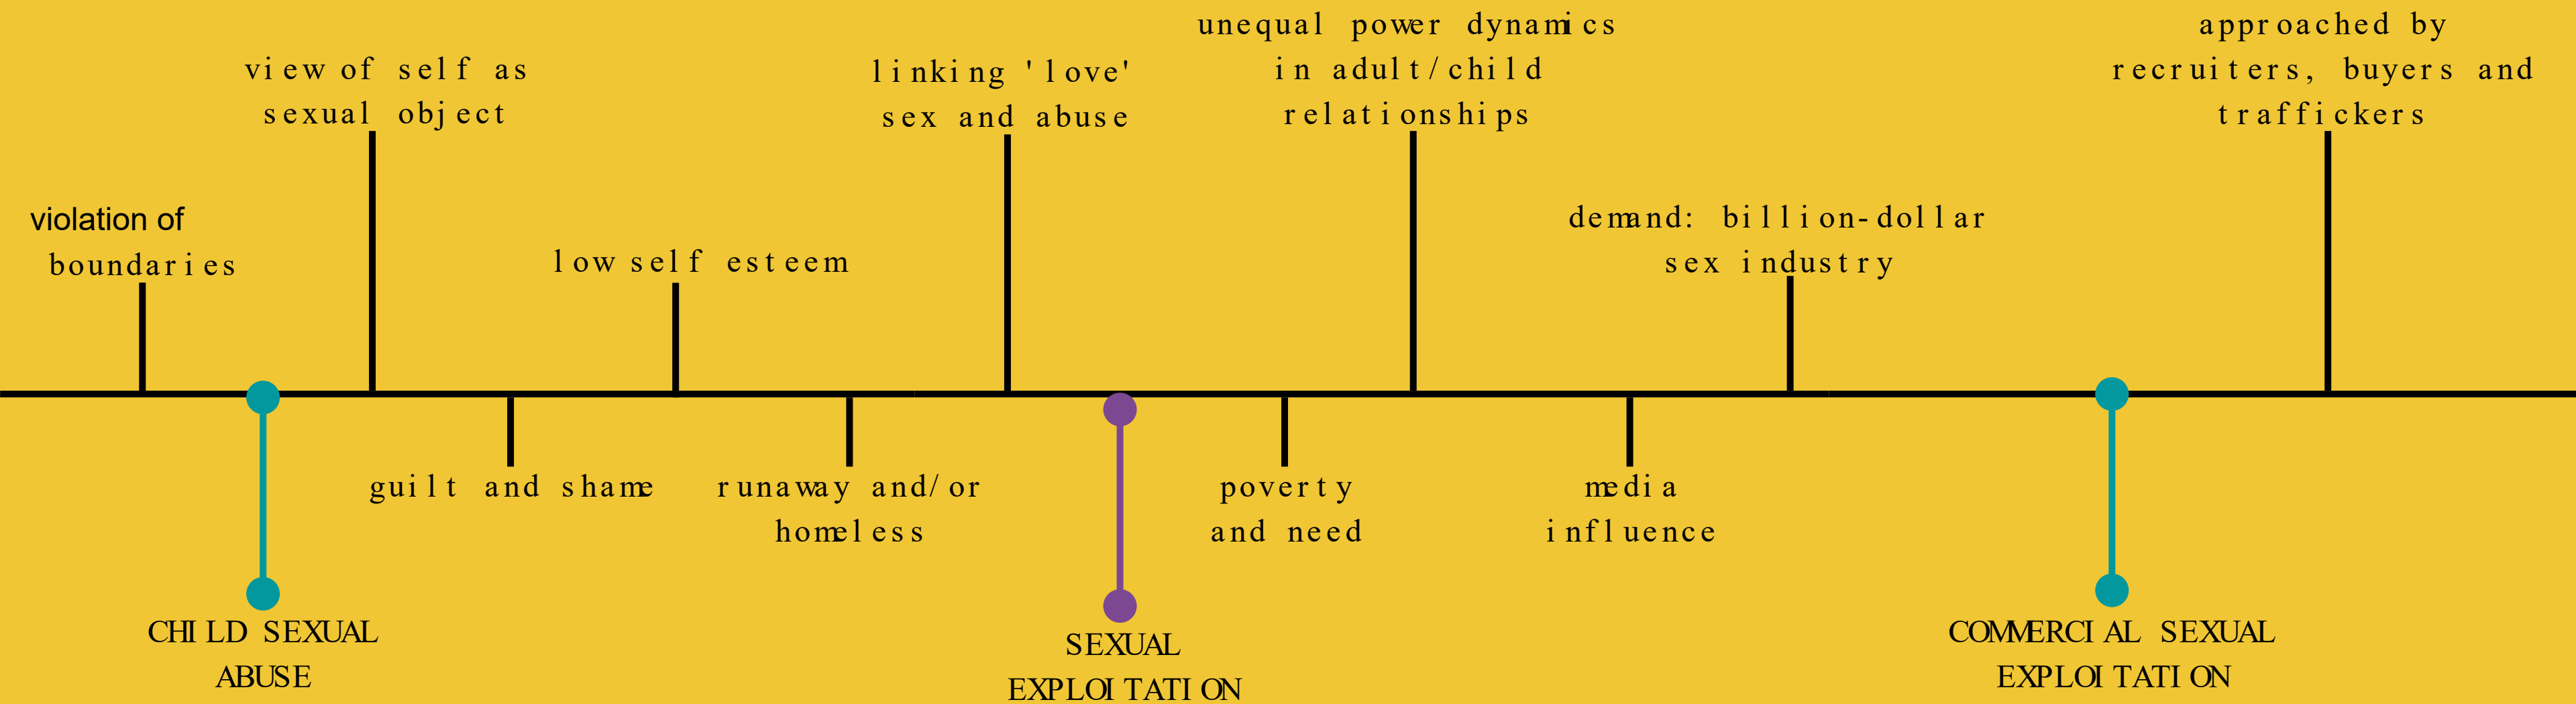 violation of
boundaries
view of self as
sexual object
low self esteem
linking 'love'
sex and abuse
unequal power dynamics
in adult/child
relationships
demand: billion-dollar
sex industry
approached by
recruiters, buyers and
traffickers
guilt and shame
runaway and/or
homeless
poverty
and need
media
influence
CHILD SEXUAL
ABUSE
SEXUAL
EXPLOITATION
COMMERCIAL SEXUAL
EXPLOITATION